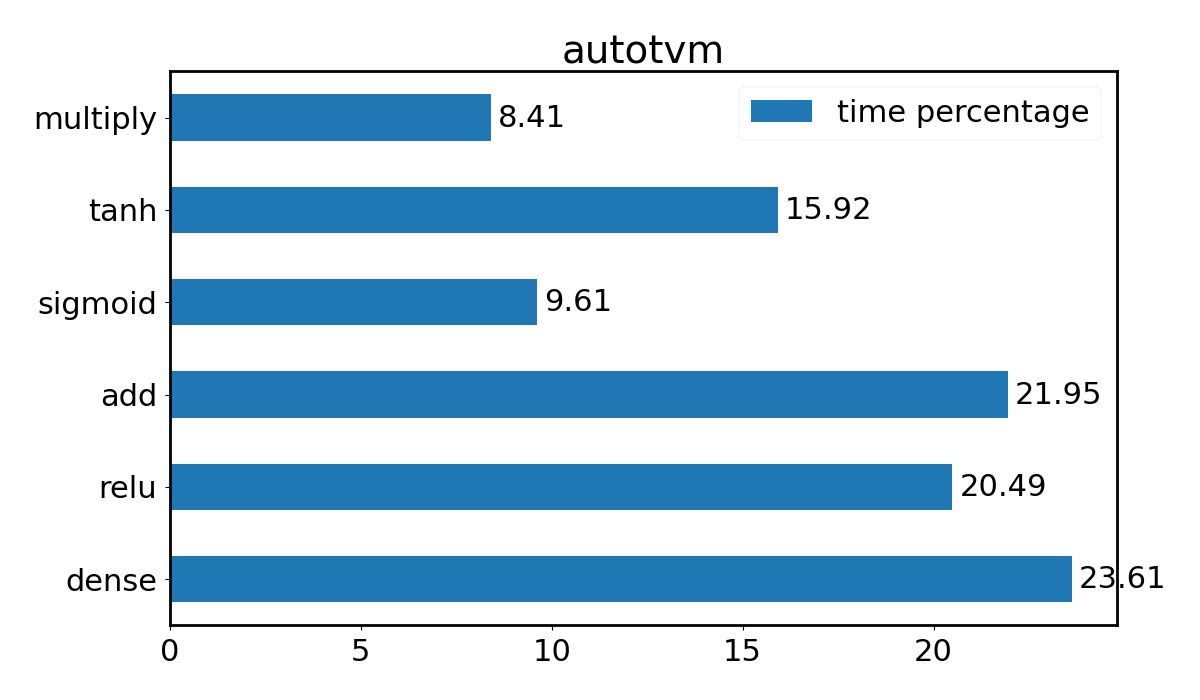 autotvm
time percentage
multiply
8.41
tanh
15.92
sigmoid
9.61
add
21.95
relu
20.49
dense
23.61
0 5 10 15 20